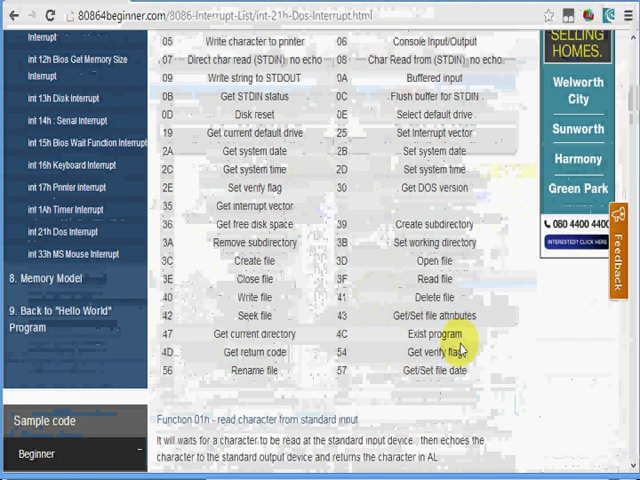 80864beginner.com/8086-Interrupt-List/int-21h-Dos-Interrupt.html
int 12h Bios Get Memory Size
Interrupt
int 13h Disk Interrupt
int 14h : Serial Interrupt
int 15h Bios Wait Function Interrupt
int 16h Keyboard Interrupt
int 17h Printer Interrupt
int 1Ah Timer Interrupt
int 21h Dos Interrupt
int 33h MS Mouse Interrupt
8. Memory Model
9. Back to "Hello World"
Program
Sample code
Beginner
05 Write character to printer 06 Console Input/Output
07 Direct char read (STDIN), no echo 08 Char Read from (STDIN) no echo
09 Write string to STDOUT 0A Buffered input
0B Get STDIN status 0C Flush buffer for STDIN
0D Disk reset 0E Select default drive
19 Get current default drive 25 Set Interrupt vector
2A Get system date 2B Set system date
2C Get system time 2D Set system time
2E Set verify flag 30 Get DOS version
35 Get interrupt vector
36 Get free disk space 39 Create subdirectory
3A Remove subdirectory 3B Set working directory
3C Create file 3D Open file
3E Close file 3F Read file
40 Write file 41 Delete file
42 Seek file 43 Get/Set file attributes
47 Get current directory 4C Exist program
4D Get return code 54 Get verify flag
56 Rename file 57 Get/Set file date
Function 01h - read character from standard input
It will waits for a character to be read at the standard input device , then echoes the
character to the standard output device and returns the character in AL
SELLING
HOMES.
Welworth
City
Sunworth
Harmony
Green Park
080 4400 4400
INTERESTED? CLICK HERE
Feedback